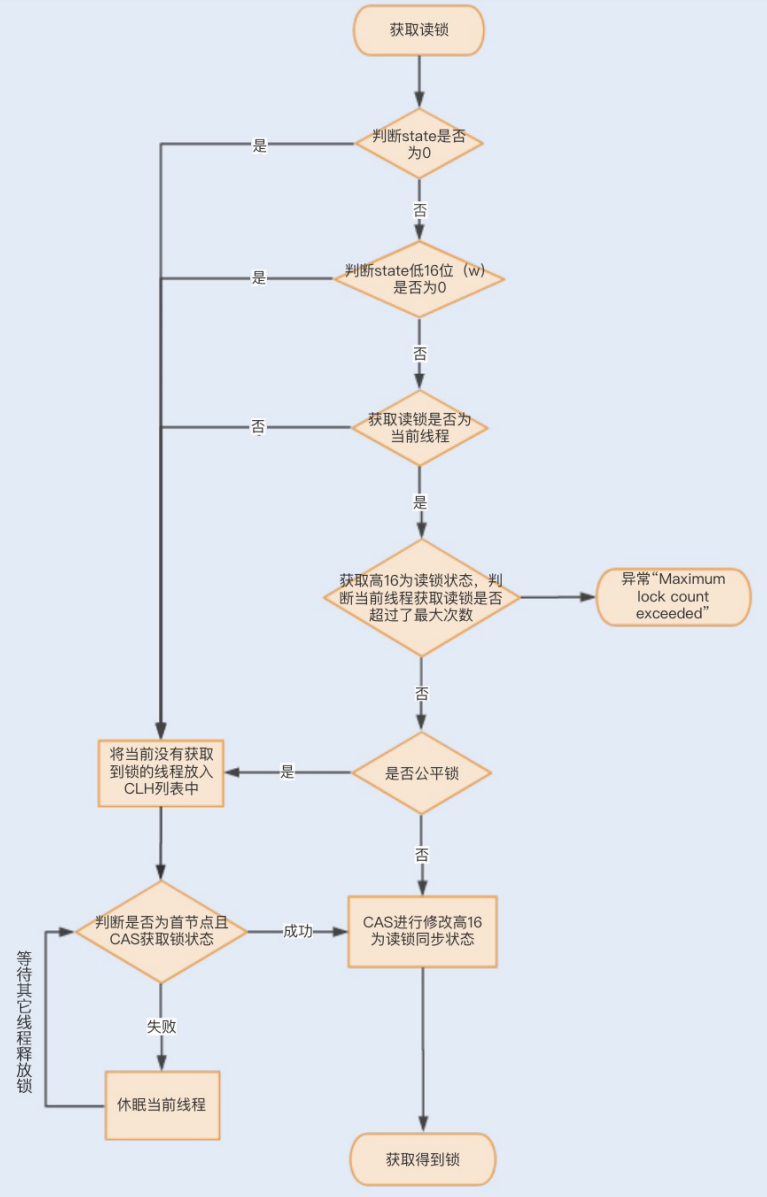 获取读锁
判断state是否
为0
是
否
判断state低16位（w）
是否为0
是
否
获取读锁是否为
当前线程
否
是
获取高16为读锁状态，判
断当前线程获取读锁是否
超过了最大次数
异常“Maximum
lock count
exceeded”
否
将当前没有获取
到锁的线程放入
CLH列表中
是
是否公平锁
否
判断是否为首节点且
CAS获取锁状态
成功
CAS进行修改高16
为读锁同步状态
等待其它线程释放锁
失败
休眠当前线程
获取得到锁